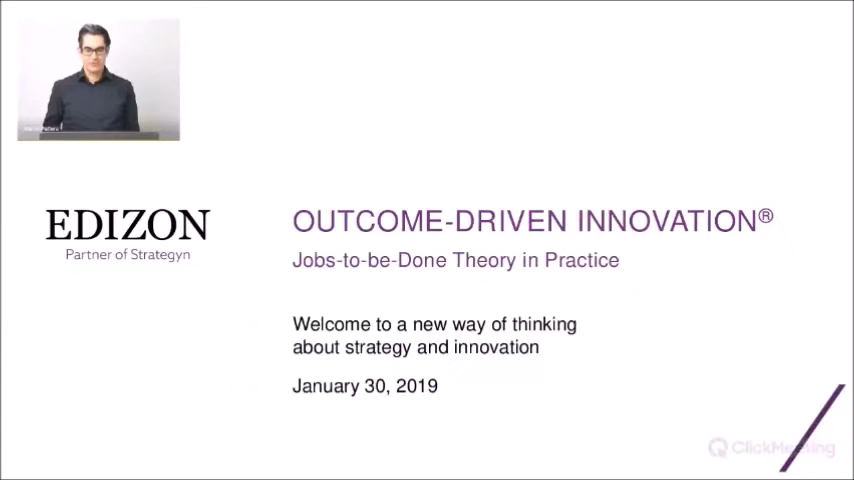 EDIZON
Partner of Strategyn
OUTCOME-DRIVEN INNOVATION®
Jobs-to-be-Done Theory in Practice
Welcome to a new way of thinking
about strategy and innovation
January 30, 2019
ClickMeeting